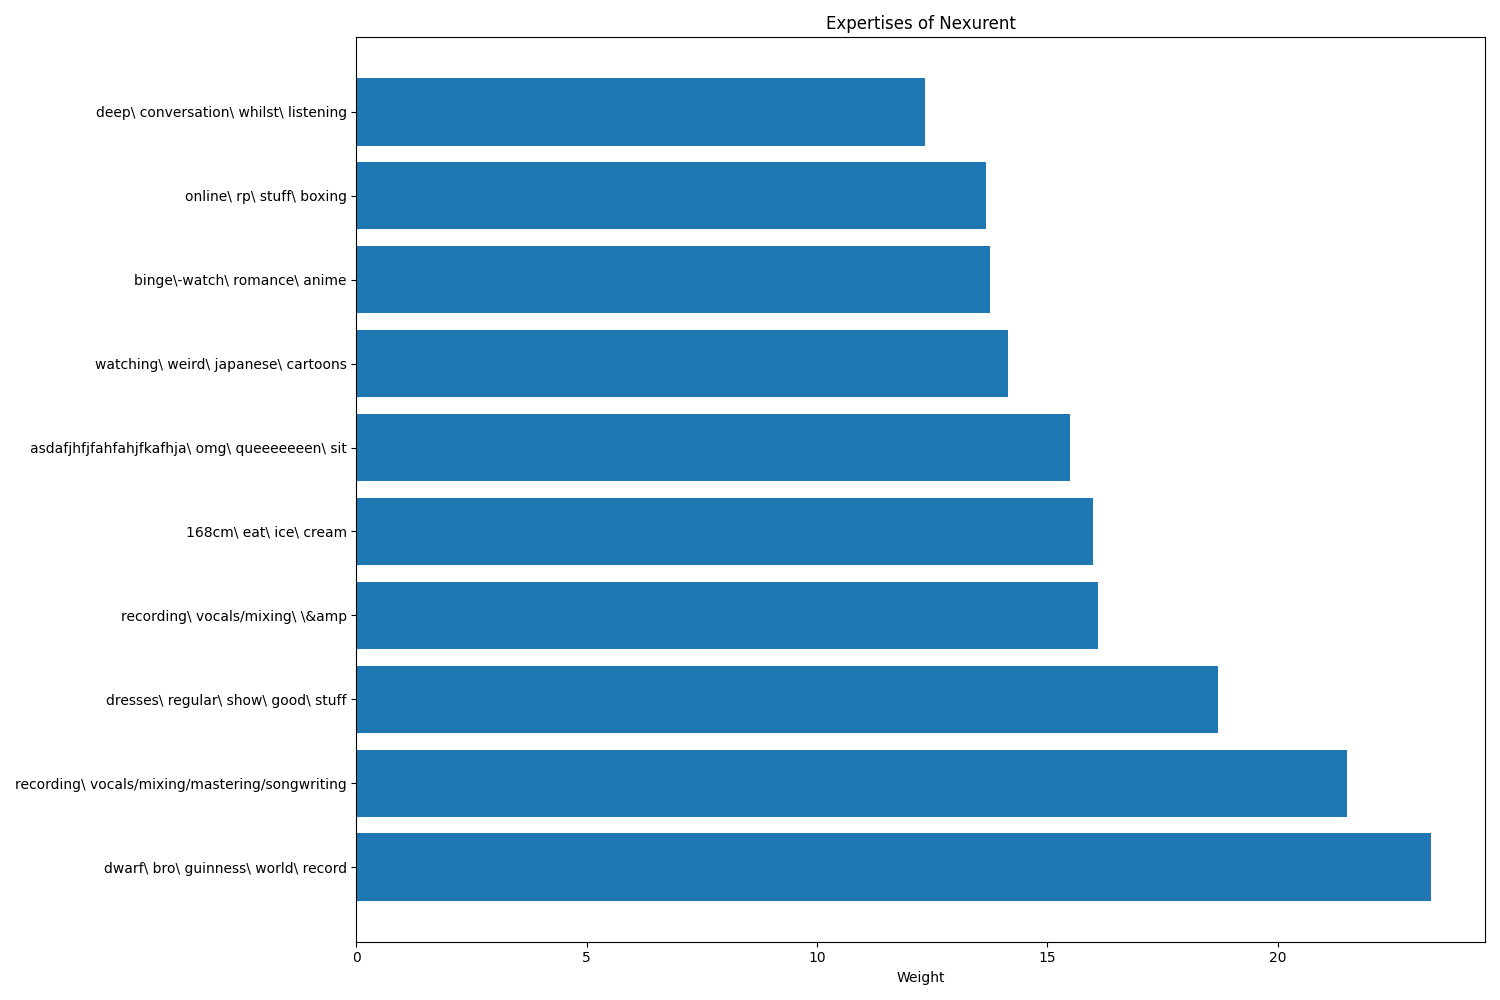 Expertises of Nexurent
deep\ conversation\ whilst\ listening
online\ rp\ stuff\ boxing
binge\-watch\ romance\ anime
watching\ weird\ japanese\ cartoons
asdafjhfjfahfahjfkafhja\ omg\ queeeeeeen\ sit
168cm\ eat\ ice\ cream
recording\ vocals/mixing\ \&amp
dresses\ regular\ show\ good\ stuff
recording\ vocals/mixing/mastering/songwriting
dwarf\ bro\ guinness\ world\ record
0 5 10 15 20
Weight